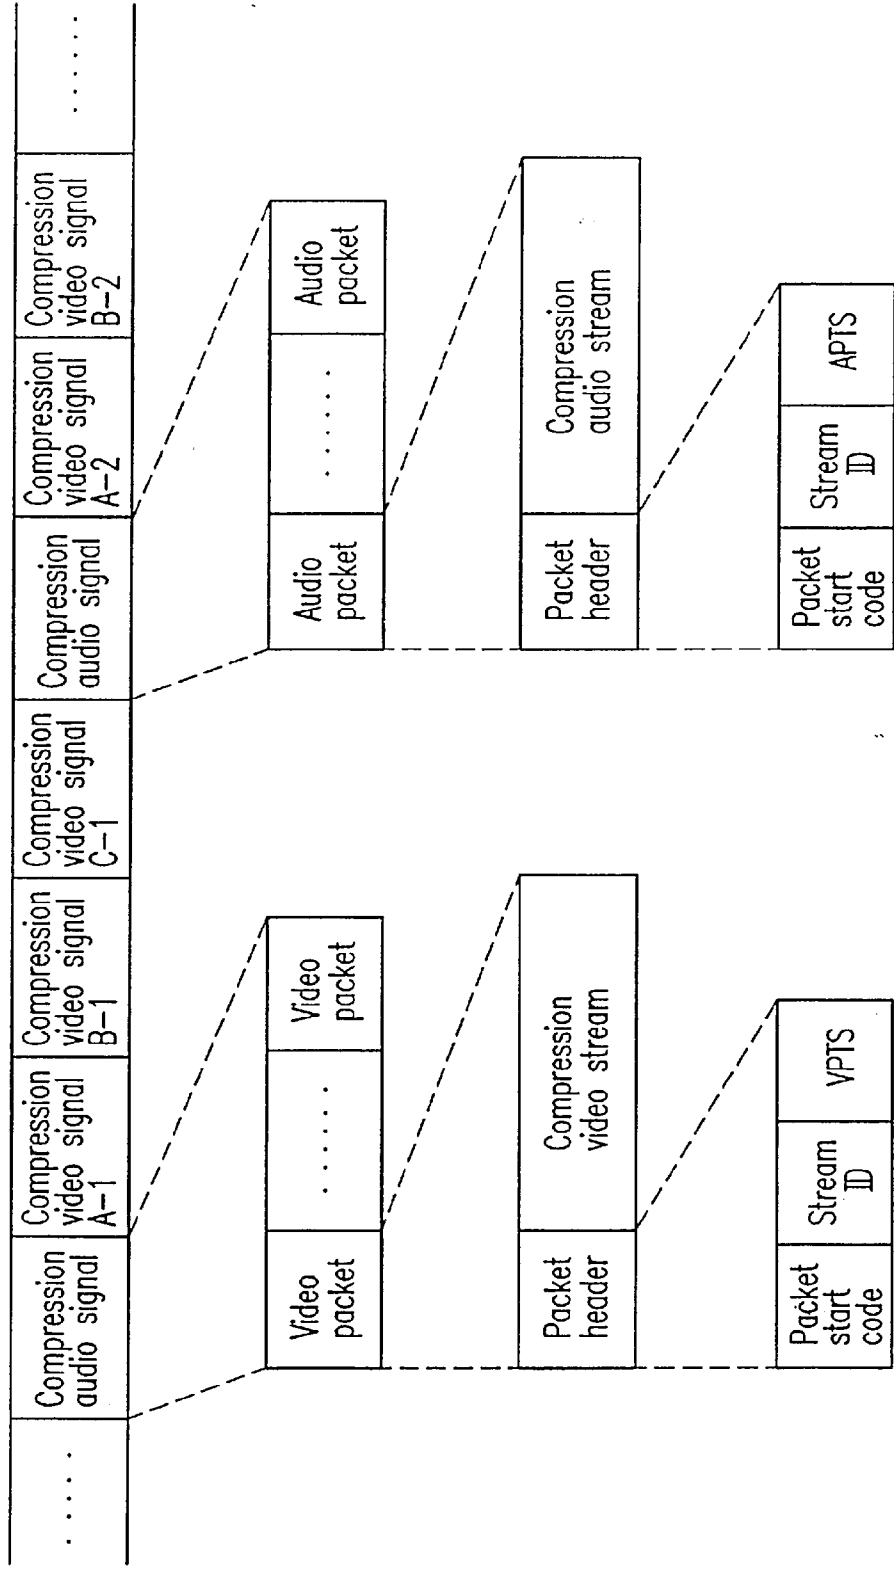 . . . . .
Compression
audio signal
Compression
video signal
A-1
Compression
video signal
B-1
Compression
video signal
C-1
Compression
audio signal
Compression
video signal
A-2
Compression
video signal
B-2
. . . . . .
Video
packet
. . . . . .
Video
packet
Audio
packet
. . . . . .
Audio
packet
Packet
header
Compression
video stream
Packet
header
Compression
audio stream
Packet
start
code
Stream
ID
VPTS
Packet
start
code
Stream
ID
APTS